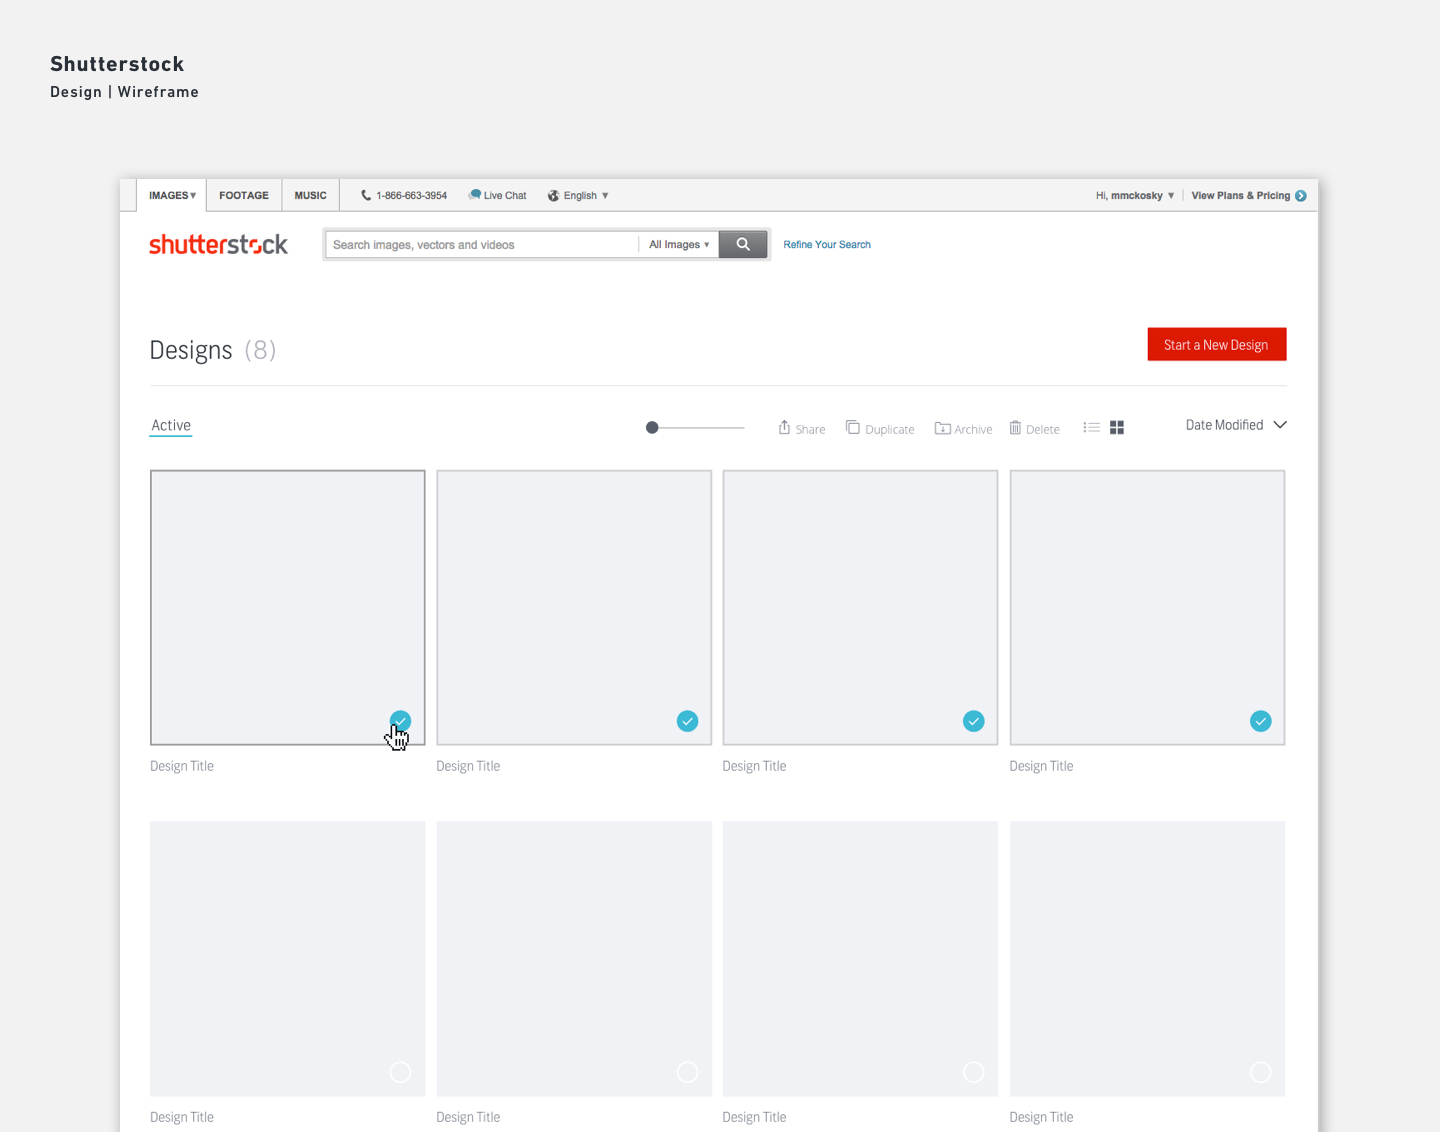 Shutterstock
Design | Wireframe
IMAGES▾ FOOTAGE MUSIC 1-866-663-3954 Live Chat English ▼ Hi, mmckosky ▼ View Plans & Pricing
shutterstock Search images, vectors and videos All Images ▾ Refine Your Search
Designs (8) Start a New Design
Active Share Duplicate Archive Delete Date Modified
Design Title Design Title Design Title Design Title
Design Title Design Title Design Title Design Title